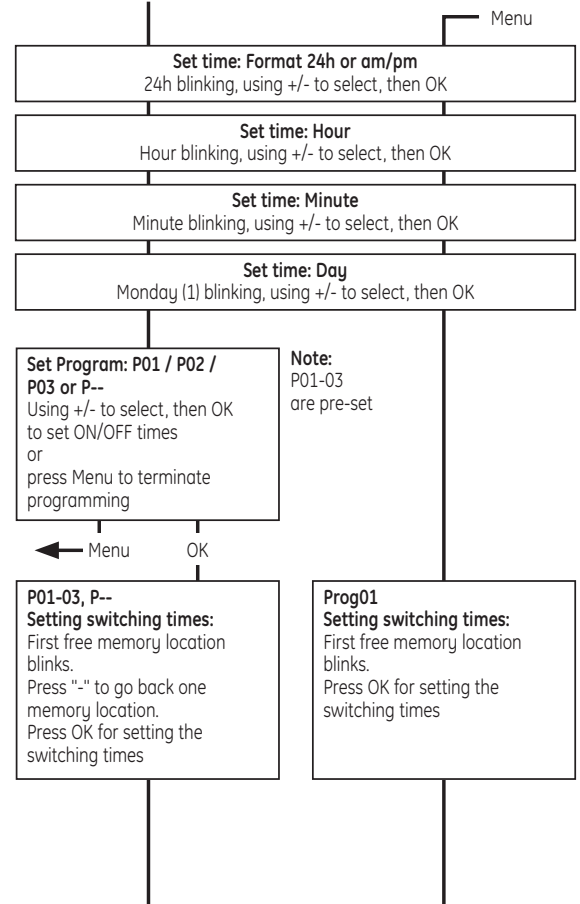 Menu
Set time: Format 24h or am/pm
24h blinking, using +/- to select, then OK
Set time: Hour
Hour blinking, using +/- to select, then OK
Set time: Minute
Minute blinking, using +/- to select, then OK
Set time: Day
Monday (1) blinking, using +/- to select, then OK
Set Program: P01 / P02 /
P03 or P--
Using +/- to select, then OK
to set ON/OFF times
or
press Menu to terminate
programming
Note:
P01-03
are pre-set
Menu
OK
P01-03, P--
Setting switching times:
First free memory location
blinks.
Press "-" to go back one
memory location.
Press OK for setting the
switching times
Prog01
Setting switching times:
First free memory location
blinks.
Press OK for setting the
switching times